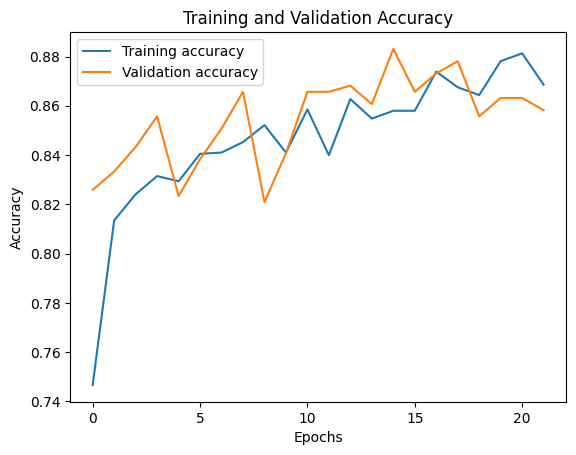 Training and Validation Accuracy
Training accuracy
Validation accuracy
Accuracy
0.88
0.86
0.84
0.82
0.80
0.78
0.76
0.74
0
5
10
15
20
Epochs